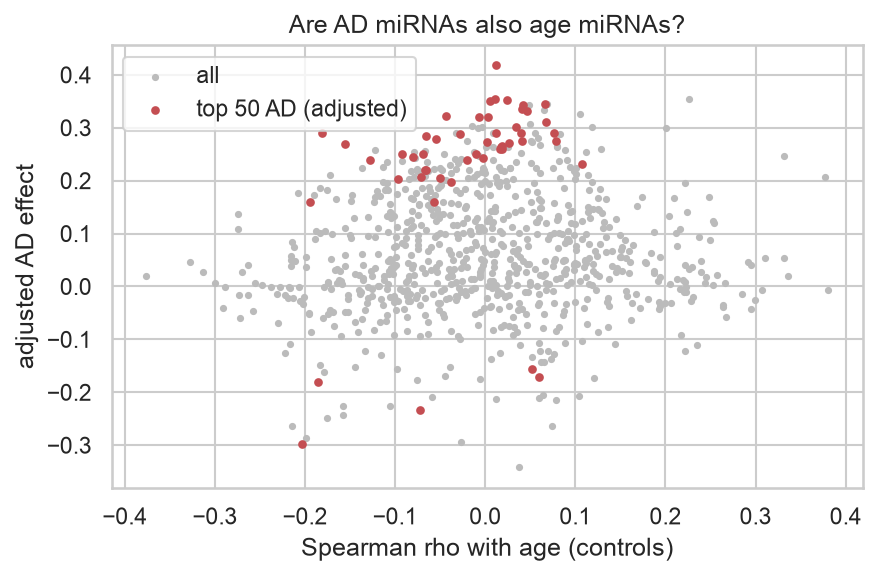 Are AD miRNAs also age miRNAs?
all
top 50 AD (adjusted)
adjusted AD effect
0.4
0.3
0.2
0.1
0.0
−0.1
−0.2
−0.3
−0.4 −0.3 −0.2 −0.1 0.0 0.1 0.2 0.3 0.4
Spearman rho with age (controls)